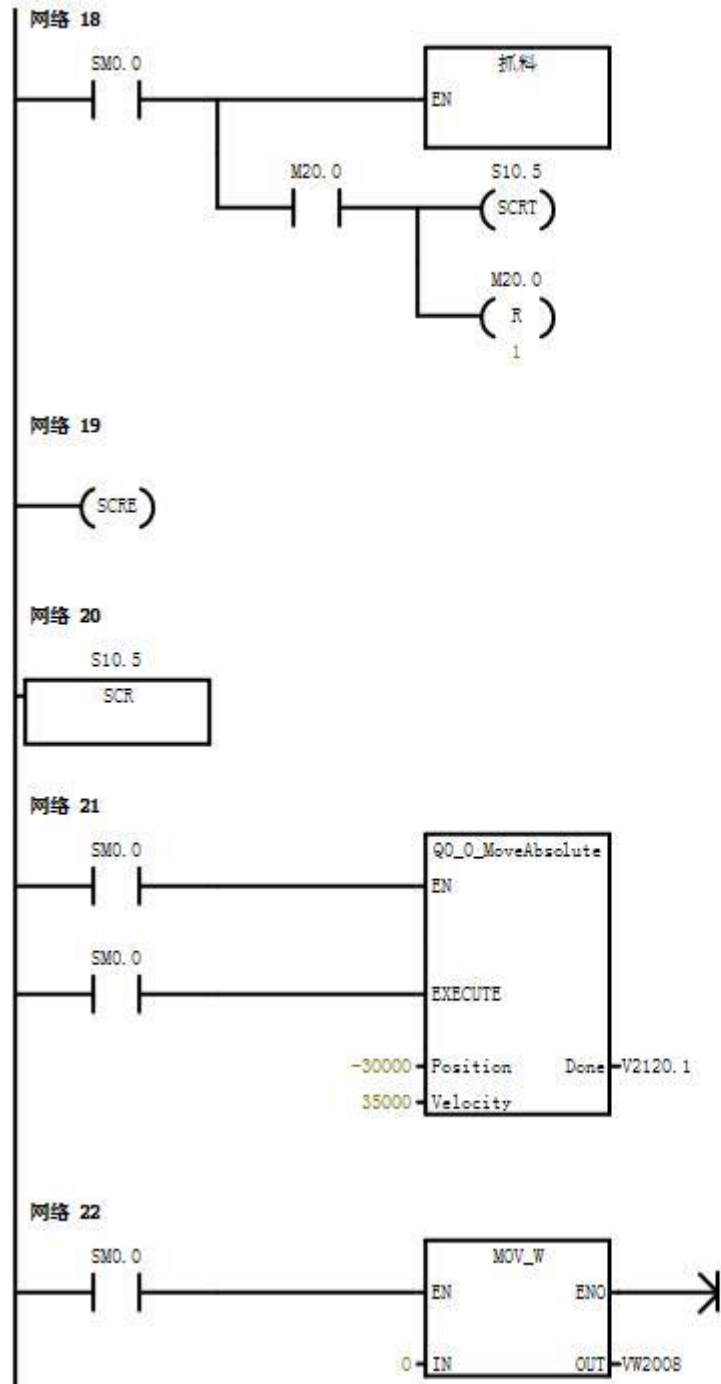 网络 18
SM0.0
抓料
EN
M20.0
S10.5
SCRT
M20.0
R
1
网络 19
SCRE
网络 20
S10.5
SCR
网络 21
SM0.0
Q0_0_MoveAbsolute
EN
SM0.0
EXECUTE
-30000 Position Done V2120.1
35000 Velocity
网络 22
SM0.0
MOV_W
EN ENO
0 IN OUT VW2008